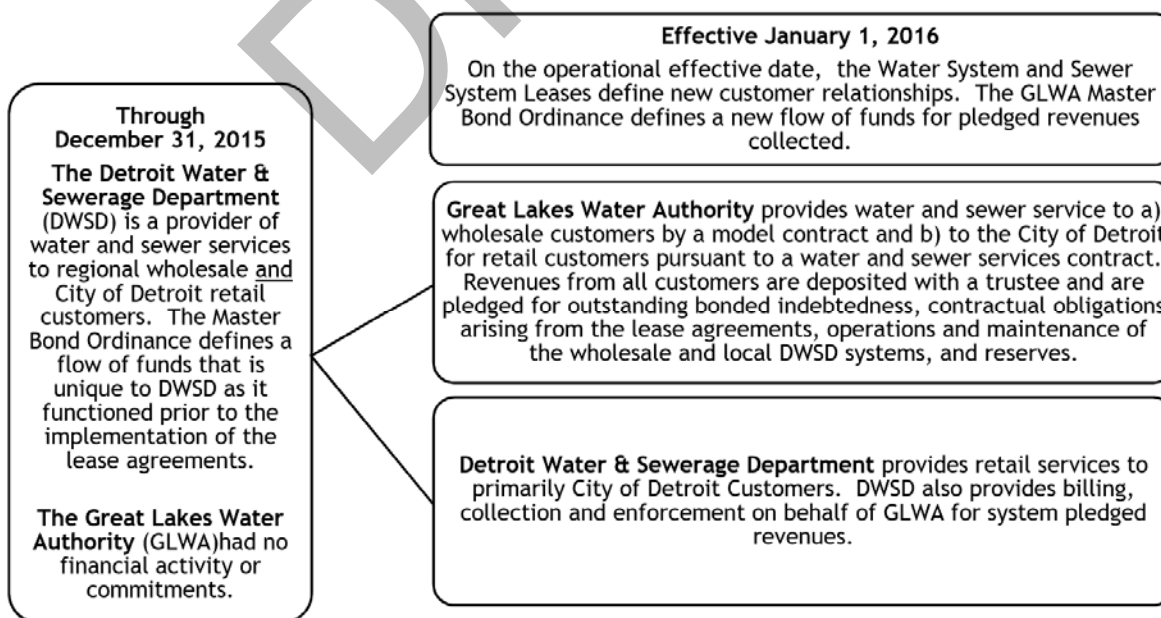 Through
December 31, 2015
The Detroit Water &
Sewerage Department
(DWSD) is a provider of
water and sewer services
to regional wholesale and
City of Detroit retail
customers. The Master
Bond Ordinance defines a
flow of funds that is
unique to DWSD as it
functioned prior to the
implementation of the
lease agreements.
The Great Lakes Water
Authority (GLWA)had no
financial activity or
commitments.
Effective January 1, 2016
On the operational effective date, the Water System and Sewer
System Leases define new customer relationships. The GLWA Master
Bond Ordinance defines a new flow of funds for pledged revenues
collected.
Great Lakes Water Authority provides water and sewer service to a)
wholesale customers by a model contract and b) to the City of Detroit
for retail customers pursuant to a water and sewer services contract.
Revenues from all customers are deposited with a trustee and are
pledged for outstanding bonded indebtedness, contractual obligations
arising from the lease agreements, operations and maintenance of
the wholesale and local DWSD systems, and reserves.
Detroit Water & Sewerage Department provides retail services to
primarily City of Detroit Customers. DWSD also provides billing,
collection and enforcement on behalf of GLWA for system pledged
revenues.